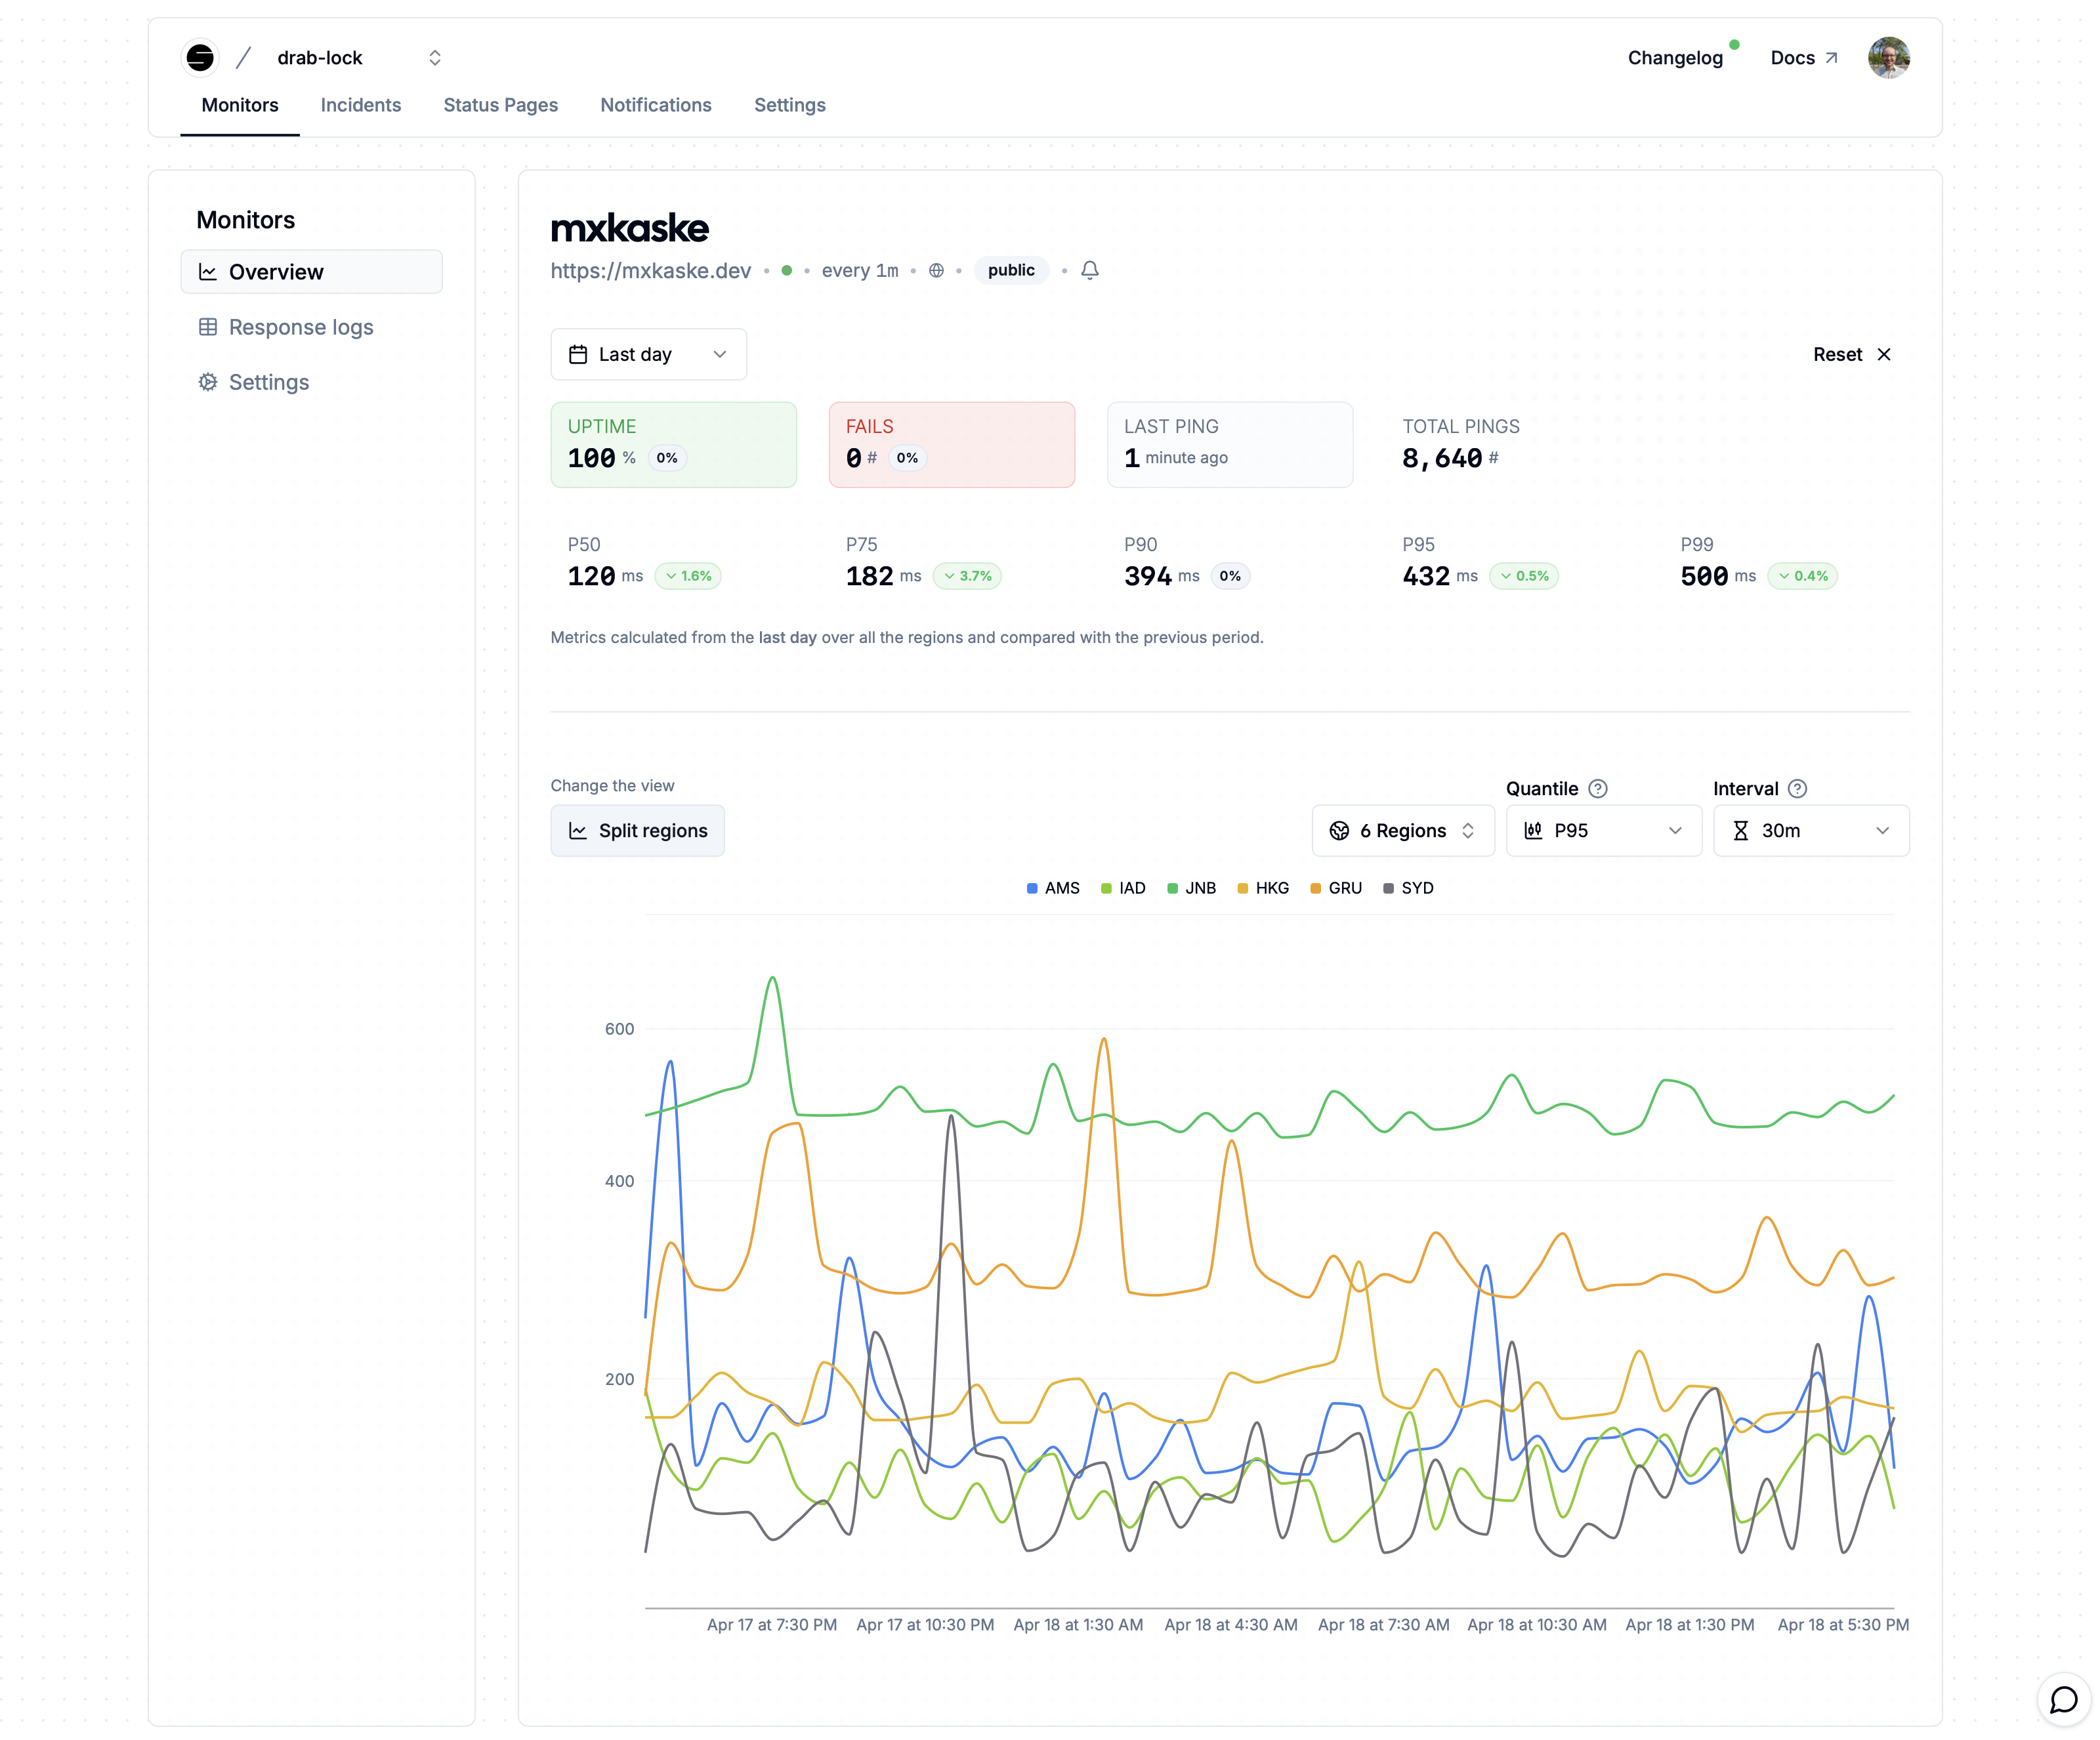 drab-lock
Changelog
Docs
Monitors Incidents Status Pages Notifications Settings
Monitors
Overview
Response logs
Settings
mxkaske
https://mxkaske.dev • • every 1m • • public •
Last day
Reset
UPTIME
100 % 0%
FAILS
0 # 0%
LAST PING
1 minute ago
TOTAL PINGS
8,640 #
P50
120 ms 1.6%
P75
182 ms 3.7%
P90
394 ms 0%
P95
432 ms 0.5%
P99
500 ms 0.4%
Metrics calculated from the last day over all the regions and compared with the previous period.
Change the view
Split regions
6 Regions
Quantile ?
P95
Interval ?
30m
AMS IAD JNB HKG GRU SYD
600
400
200
Apr 17 at 7:30 PM Apr 17 at 10:30 PM Apr 18 at 1:30 AM Apr 18 at 4:30 AM Apr 18 at 7:30 AM Apr 18 at 10:30 AM Apr 18 at 1:30 PM Apr 18 at 5:30 PM